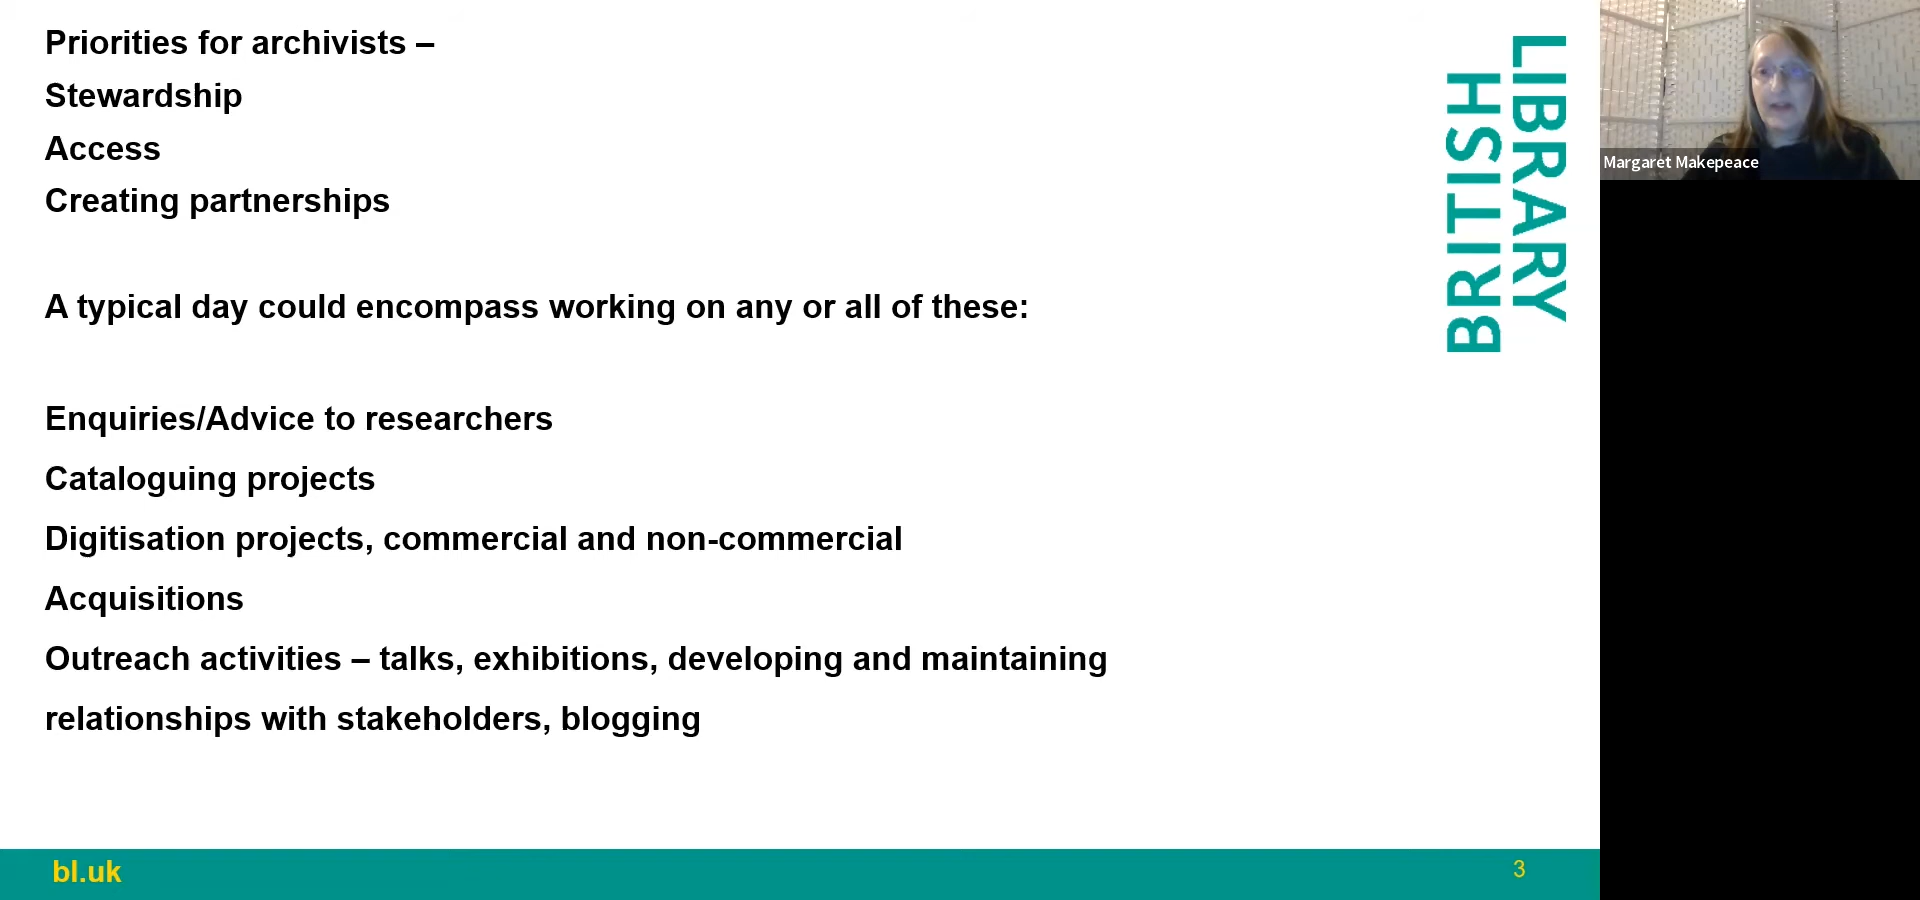 Priorities for archivists –
Stewardship
Access
Creating partnerships
A typical day could encompass working on any or all of these:
Enquiries/Advice to researchers
Cataloguing projects
Digitisation projects, commercial and non-commercial
Acquisitions
Outreach activities – talks, exhibitions, developing and maintaining
relationships with stakeholders, blogging
BRITISH
LIBRARY
Margaret Makepeace
bl.uk
3